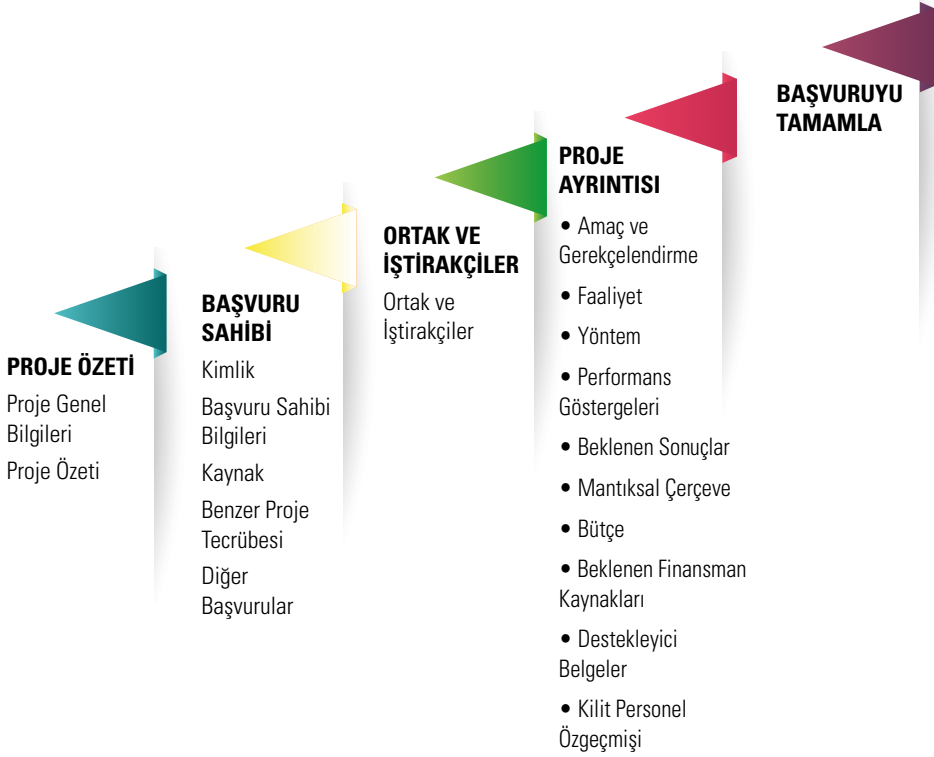 PROJE ÖZETİ
Proje Genel
Bilgileri
Proje Özeti
BAŞVURU
SAHİBİ
Kimlik
Başvuru Sahibi
Bilgileri
Kaynak
Benzer Proje
Tecrübesi
Diğer
Başvurular
ORTAK VE
İŞTİRAKÇİLER
Ortak ve
İştirakçiler
PROJE
AYRINTISI
• Amaç ve
Gerekçelendirme
• Faaliyet
• Yöntem
• Performans
Göstergeleri
• Beklenen Sonuçlar
• Mantıksal Çerçeve
• Bütçe
• Beklenen Finansman
Kaynakları
• Destekleyici
Belgeler
• Kilit Personel
Özgeçmişi
BAŞVURUYU
TAMAMLA